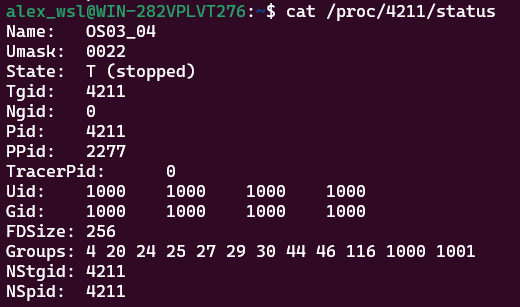 alex_wsl@WIN-282VPLVT276:~$ cat /proc/4211/status
Name:   OS03_04
Umask:  0022
State:  T (stopped)
Tgid:   4211
Ngid:   0
Pid:    4211
PPid:   2277
TracerPid:      0
Uid:    1000    1000    1000    1000
Gid:    1000    1000    1000    1000
FDSize: 256
Groups: 4 20 24 25 27 29 30 44 46 116 1000 1001
NStgid: 4211
NSpid:  4211